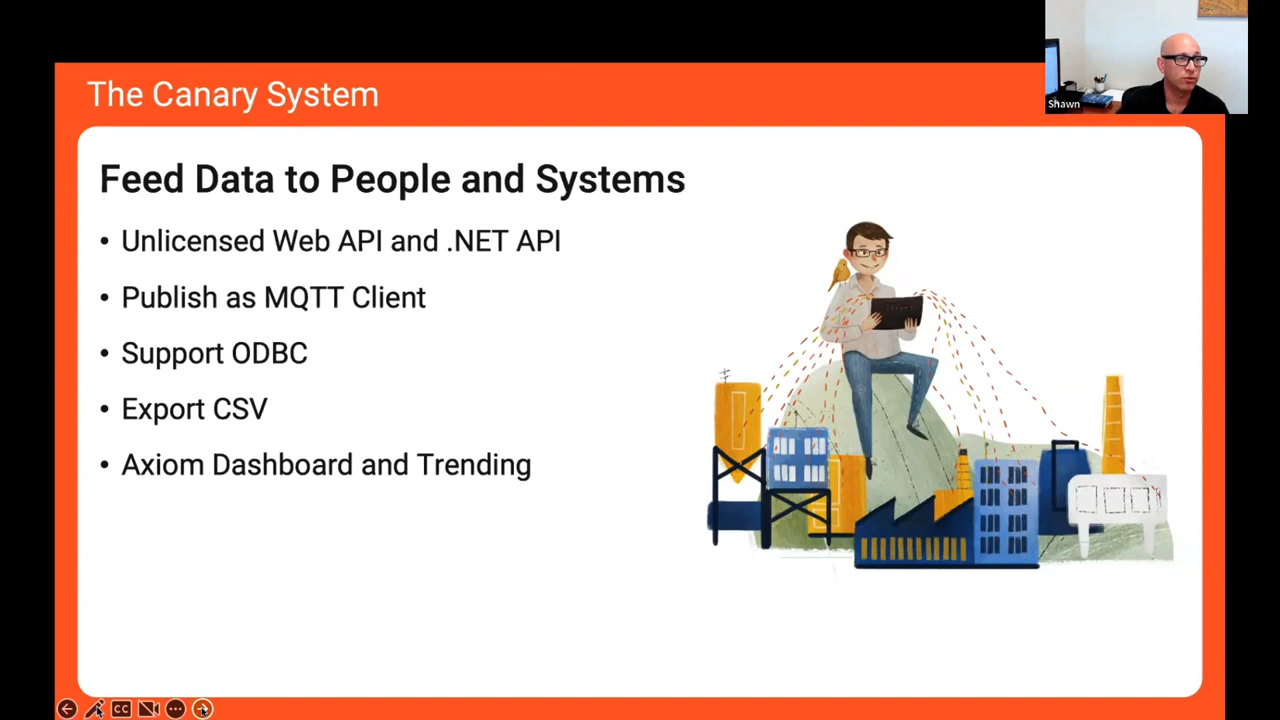 The Canary System
Shawn
Feed Data to People and Systems
• Unlicensed Web API and .NET API
• Publish as MQTT Client
• Support ODBC
• Export CSV
• Axiom Dashboard and Trending
CC